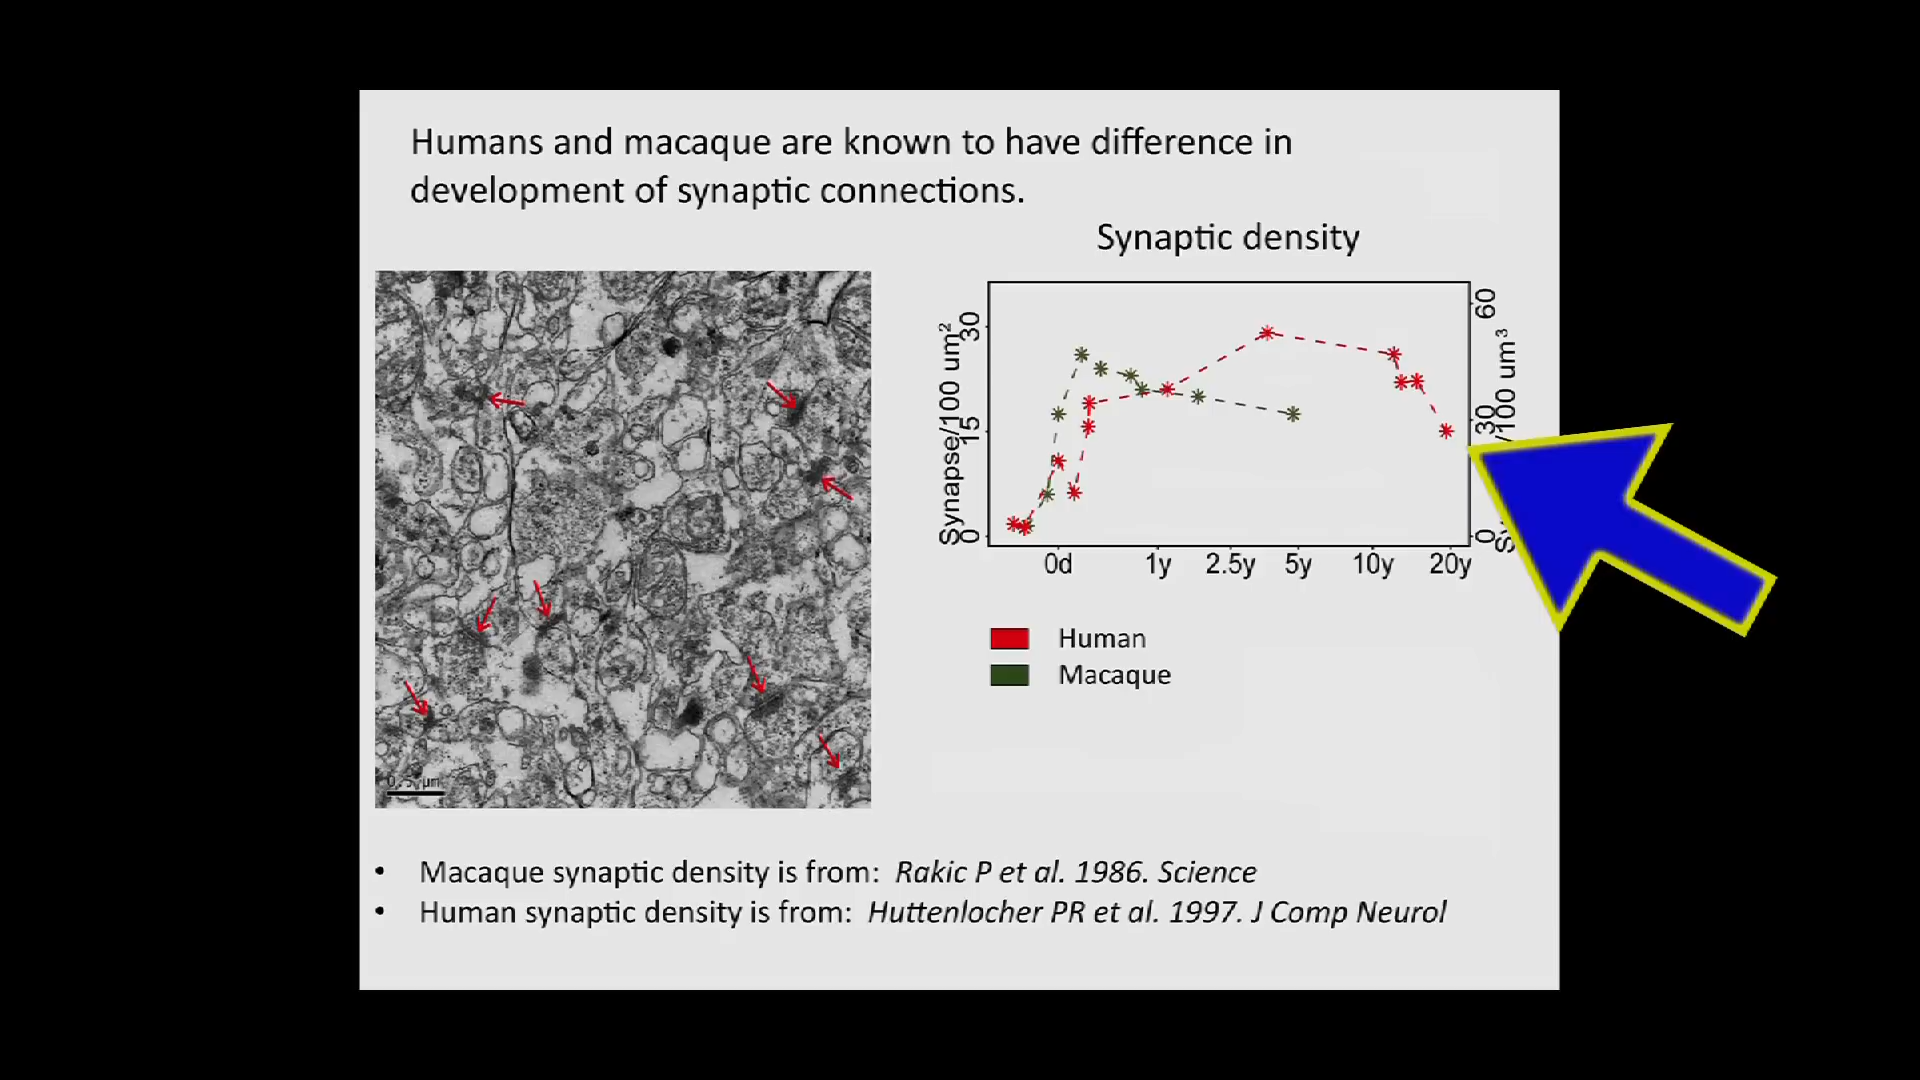 Humans and macaque are known to have difference in
development of synaptic connections.
Synaptic density
Synapse/100 um²
0
15
30
0
30
60
/100 um³
0d
1y
2.5y
5y
10y
20y
Human
Macaque
µm
• Macaque synaptic density is from: Rakic P et al. 1986. Science
• Human synaptic density is from: Huttenlocher PR et al. 1997. J Comp Neurol